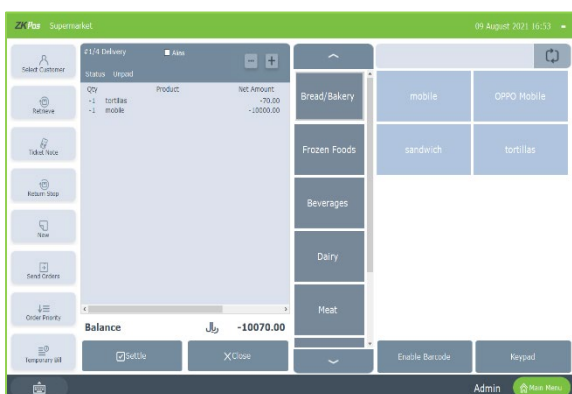 ZKPos Supermarket 09 August 2021 16:53
Select Customer
Retrieve
Ticket Note
Return Stop
New
Send Orders
Order Priority
Temporary Bill
#1/4 Delivery
Status Unpaid
Qty Product Net Amount
-1 tortillas -70.00
-1 mobile -10000.00
Balance ﷼ -10070.00
Settle Close
Bread/Bakery
Frozen Foods
Beverages
Dairy
Meat
mobile OPPO Mobile
sandwich tortillas
Enable Barcode Keypad
Admin Main Menu